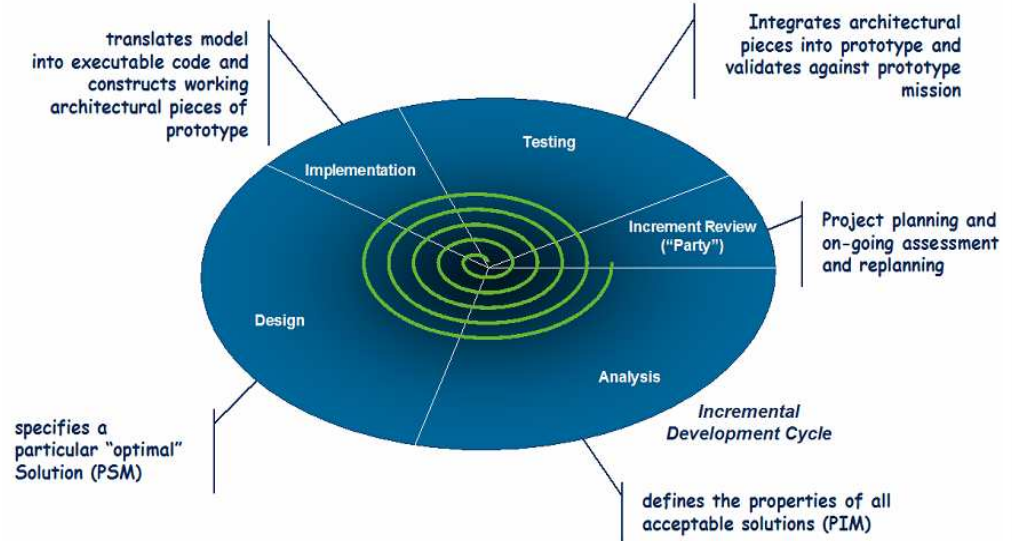 translates model
into executable code and
constructs working
architectural pieces of
prototype
Integrates architectural
pieces into prototype and
validates against prototype
mission
Testing
Implementation
Increment Review
(“Party”)
Project planning and
on-going assessment
and replanning
Design
Analysis
Incremental
Development Cycle
specifies a
particular “optimal”
Solution (PSM)
defines the properties of all
acceptable solutions (PIM)